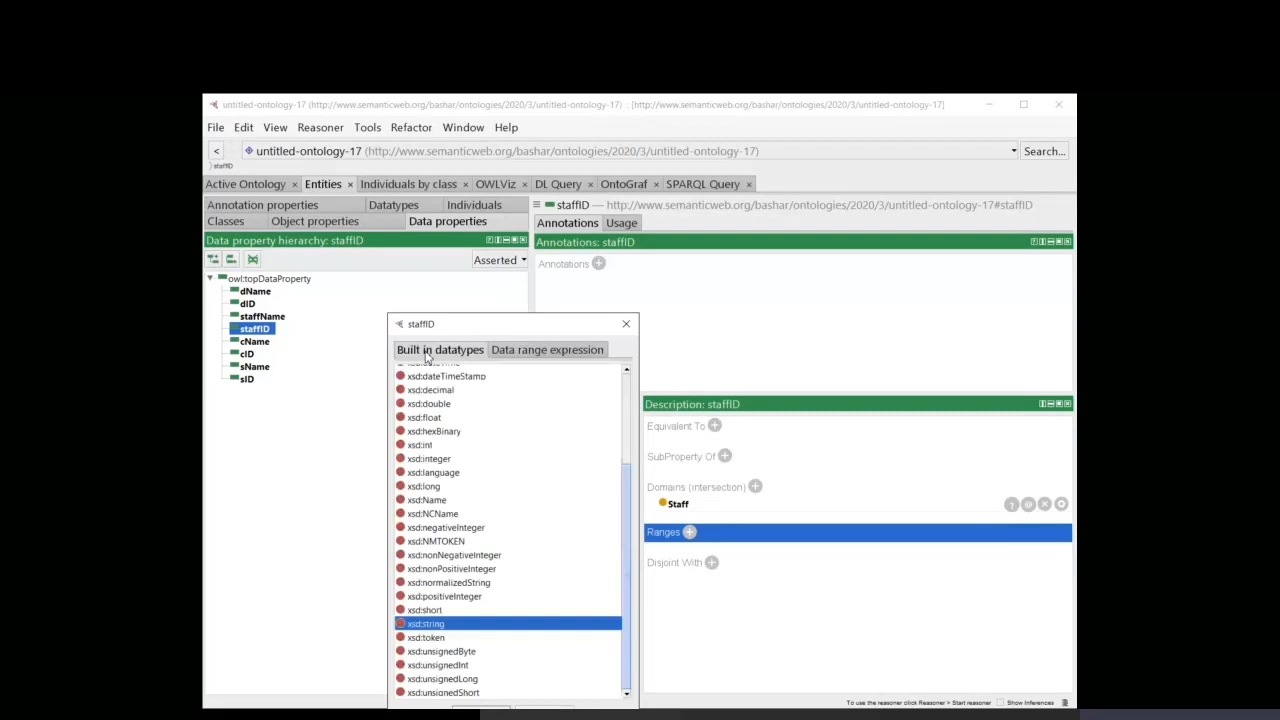 untitled-ontology-17 (http://www.semanticweb.org/bashar/ontologies/2020/3/untitled-ontology-17) : [http://www.semanticweb.org/bashar/ontologies/2020/3/untitled-ontology-17]
File Edit View Reasoner Tools Refactor Window Help
< untitled-ontology-17 (http://www.semanticweb.org/bashar/ontologies/2020/3/untitled-ontology-17) Search...
staffID
Active Ontology × Entities × Individuals by class × OWLViz × DL Query × OntoGraf × SPARQL Query ×
Annotation properties Datatypes Individuals
Classes Object properties Data properties
Data property hierarchy: staffID
Asserted
owl:topDataProperty
dName
dID
staffName
staffID
cName
cID
sName
sID
staffID — http://www.semanticweb.org/bashar/ontologies/2020/3/untitled-ontology-17#staffID
Annotations Usage
Annotations: staffID
Annotations
staffID
Built in datatypes Data range expression
xsd:dateTimeStamp
xsd:decimal
xsd:double
xsd:float
xsd:hexBinary
xsd:int
xsd:integer
xsd:language
xsd:long
xsd:Name
xsd:NCName
xsd:negativeInteger
xsd:NMTOKEN
xsd:nonNegativeInteger
xsd:nonPositiveInteger
xsd:normalizedString
xsd:positiveInteger
xsd:short
xsd:string
xsd:token
xsd:unsignedByte
xsd:unsignedInt
xsd:unsignedLong
xsd:unsignedShort
Description: staffID
Equivalent To
SubProperty Of
Domains (intersection)
Staff
Ranges
Disjoint With
To use the reasoner click Reasoner > Start reasoner Show Inferences